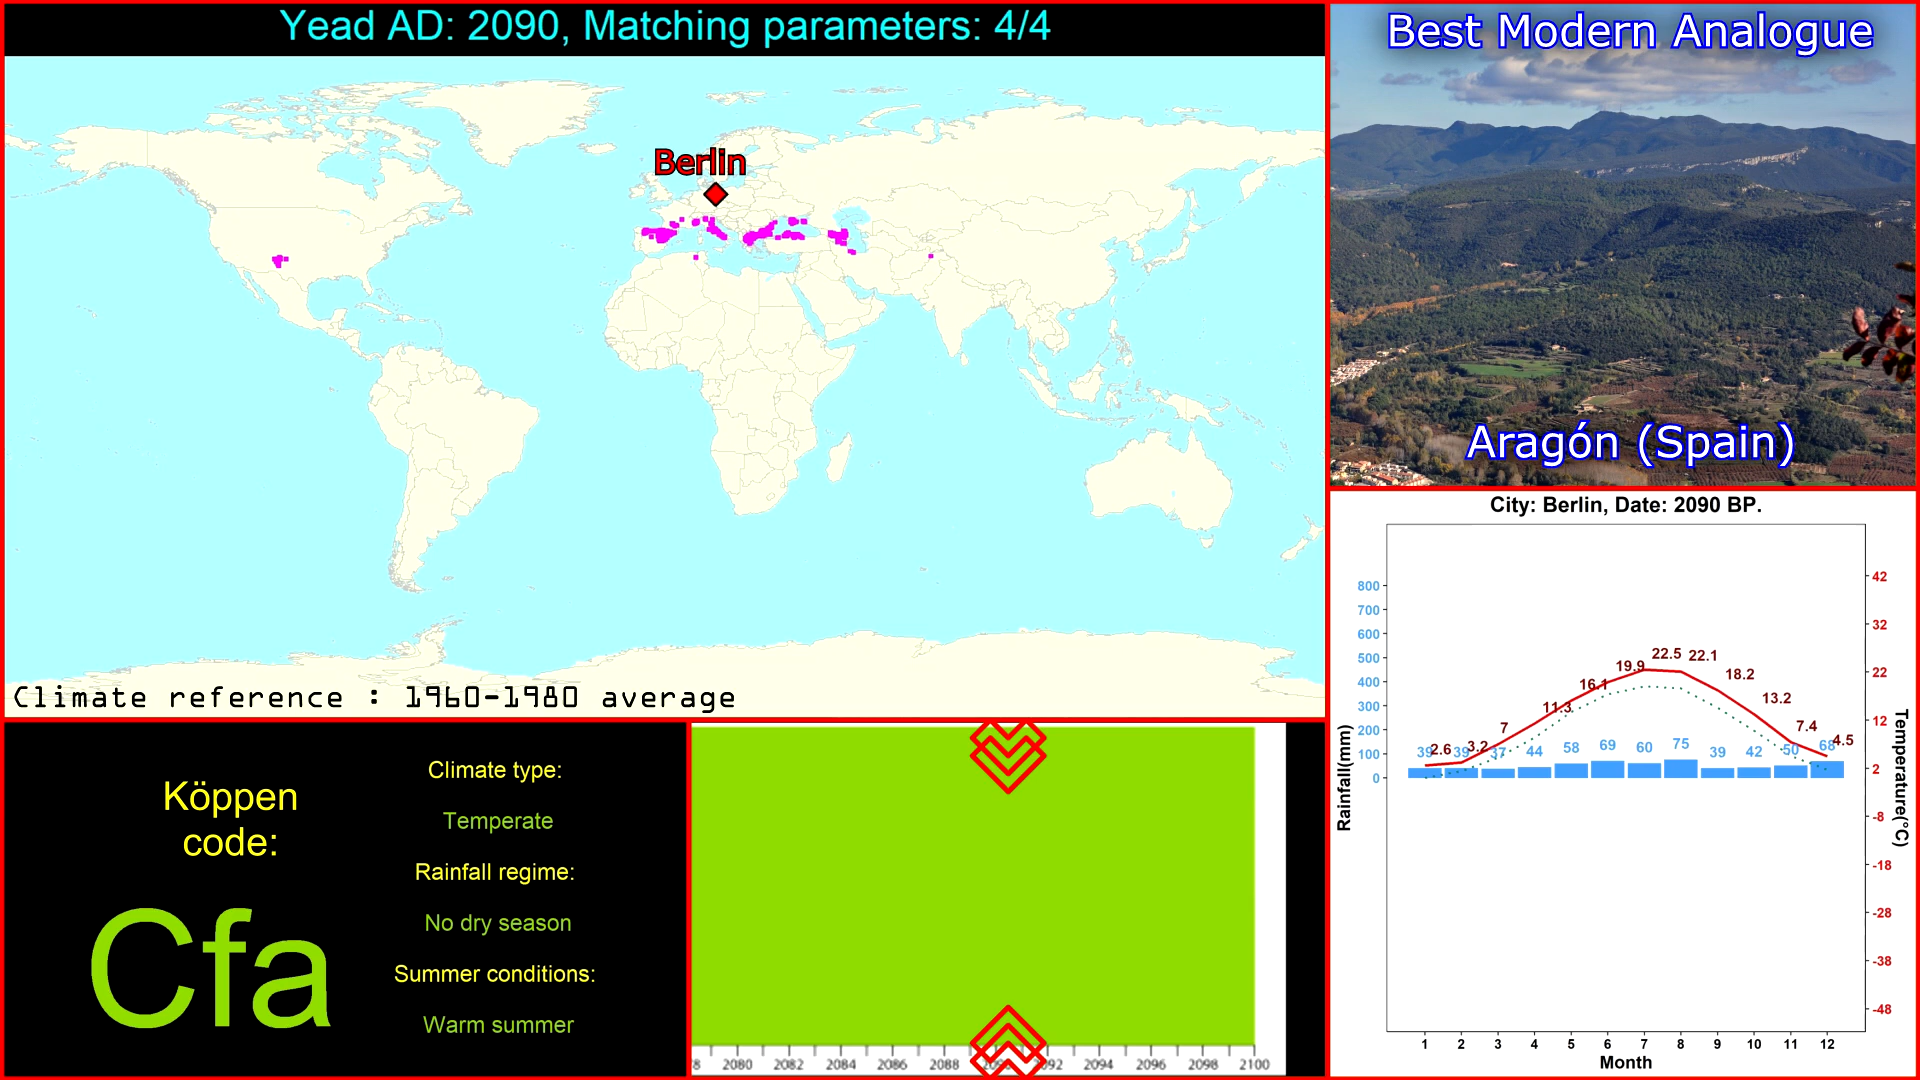 Yead AD: 2090, Matching parameters: 4/4
Berlin
Climate reference : 1960-1980 average
Best Modern Analogue
Aragón (Spain)
Köppen
code:
Cfa
Climate type:
Temperate
Rainfall regime:
No dry season
Summer conditions:
Warm summer
2080 2082 2084 2086 2088 2092 2094 2096 2098 2100
City: Berlin, Date: 2090 BP.
Rainfall(mm)
800
700
600
500
400
300
200
100
0
42
32
22
12
2
-8
-18
-28
-38
-48
Temperature(°C)
2.6 3.2 7 11.3 16.1 19.9 22.5 22.1 18.2 13.2 7.4 4.5
39 39 37 44 58 69 60 75 39 42 50 68
1 2 3 4 5 6 7 8 9 10 11 12
Month